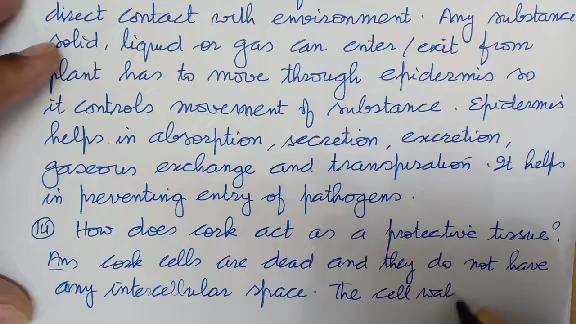 direct contact with environment. Any substance
solid, liquid or gas can enter/exit from
plant has to move through epidermis so
it controls movement of substance. Epidermis
helps in absorption, secretion, excretion,
gaseous exchange and transpiration. It helps
in preventing entry of pathogens.
14 How does cork act as a protective tissue?
Ans Cork cells are dead and they do not have
any intercellular space. The cell wal